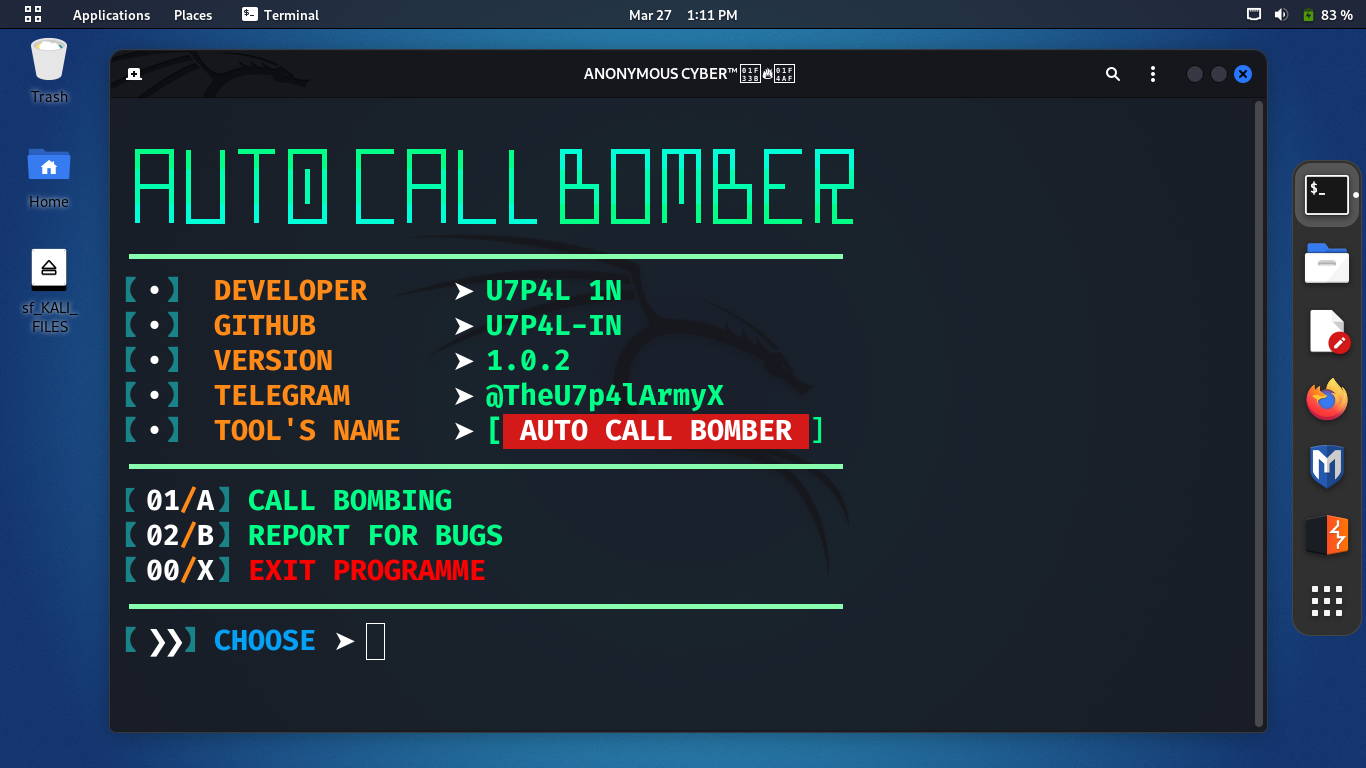 Applications Places Terminal Mar 27 1:11 PM 83 %
Trash
Home
sf_KALI_
FILES
ANONYMOUS CYBER™ 01F33B🔥01F4AF
AUTO CALL BOMBER
【 • 】 DEVELOPER ➤ U7P4L 1N
【 • 】 GITHUB ➤ U7P4L-IN
【 • 】 VERSION ➤ 1.0.2
【 • 】 TELEGRAM ➤ @TheU7p4lArmyX
【 • 】 TOOL'S NAME ➤ [ AUTO CALL BOMBER ]
【 01/A】 CALL BOMBING
【 02/B】 REPORT FOR BUGS
【 00/X】 EXIT PROGRAMME
【 ❯❯】 CHOOSE ➤
$_